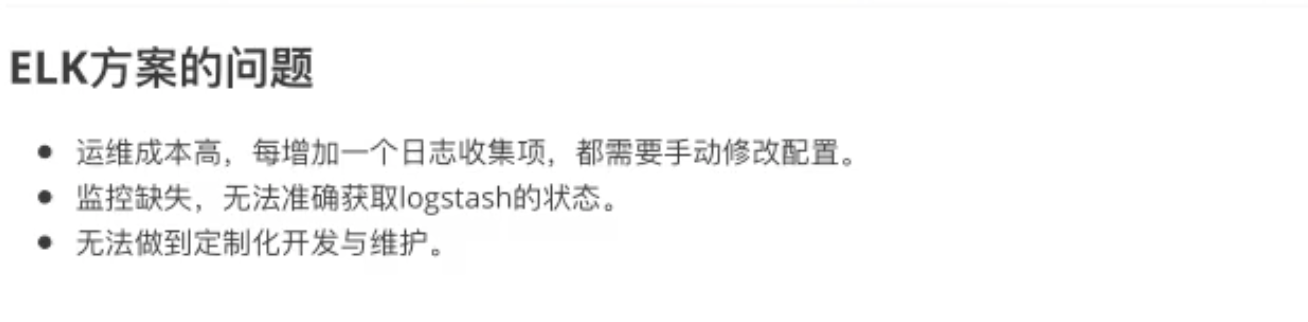 ELK方案的问题
运维成本高，每增加一个日志收集项，都需要手动修改配置。
监控缺失，无法准确获取logstash的状态。
无法做到定制化开发与维护。